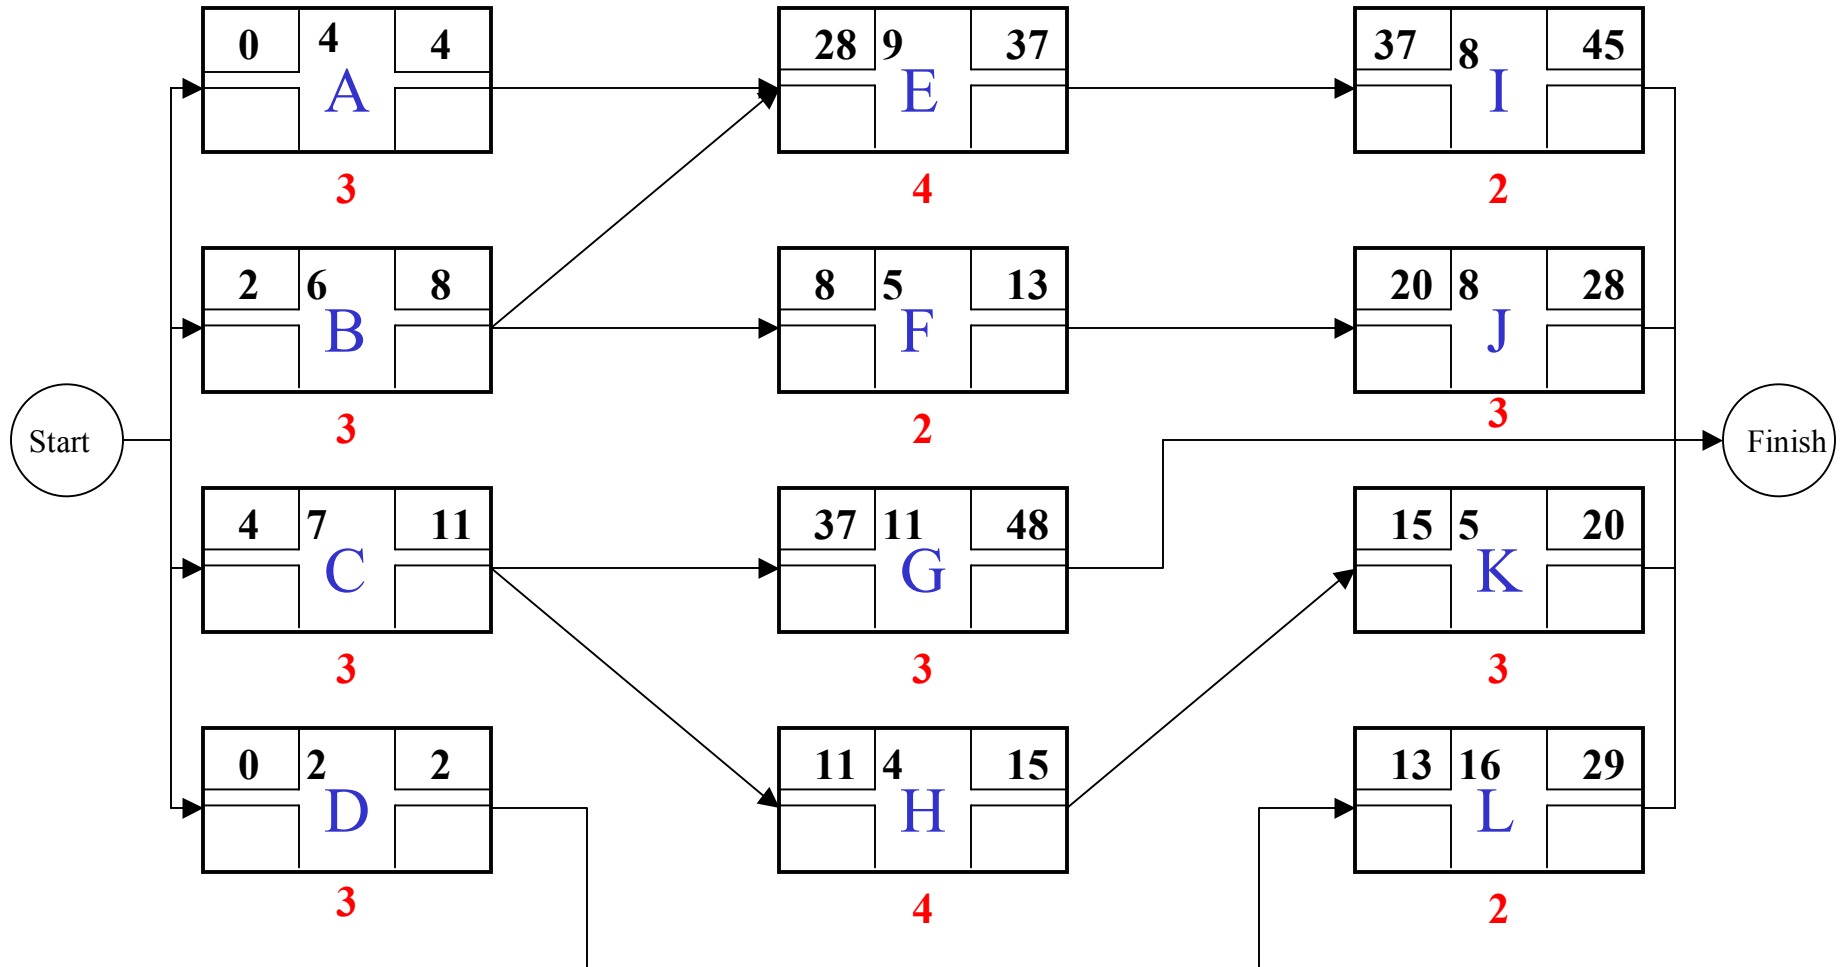 0 4 4 28 9 37 37 8 45
A E I
3 4 2
2 6 8 8 5 13 20 8 28
B F J
3 2 3
Start Finish
4 7 11 37 11 48 15 5 20
C G K
3 3 3
0 2 2 11 4 15 13 16 29
D H L
3 4 2